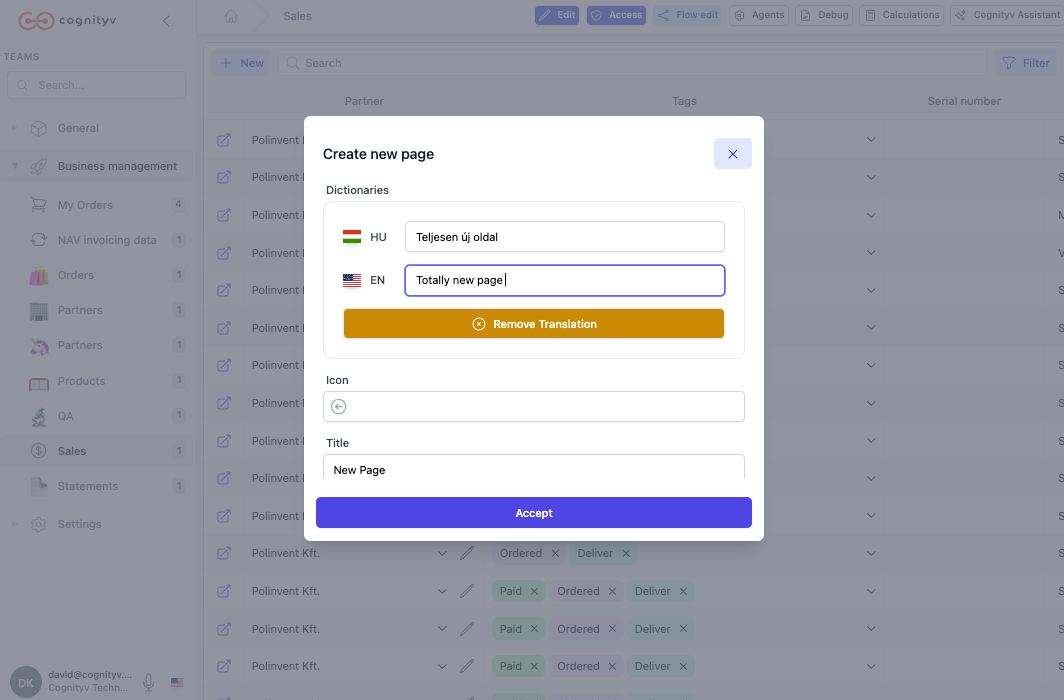 cognityv
Sales
Edit
Access
Flow edit
Agents
Debug
Calculations
Cognityv Assistant
TEAMS
Search...
New
Search
Filter
Partner
Tags
Serial number
General
Business management
My Orders 4
NAV invoicing data 1
Orders 1
Partners 1
Partners 1
Products 1
QA 1
Sales 1
Statements 1
Settings
DK
david@cognityv....
Cognityv Techn...
Polinvent
Polinvent
Polinvent
Polinvent
Polinvent
Polinvent
Polinvent
Polinvent
Polinvent
Polinvent
Polinvent
Create new page
Dictionaries
HU Teljesen új oldal
EN Totally new page
Remove Translation
Icon
Title
New Page
Accept
Polinvent Kft. Ordered Deliver
Polinvent Kft. Paid Ordered Deliver
Polinvent Kft. Paid Ordered Deliver
Polinvent Kft. Paid Ordered Deliver